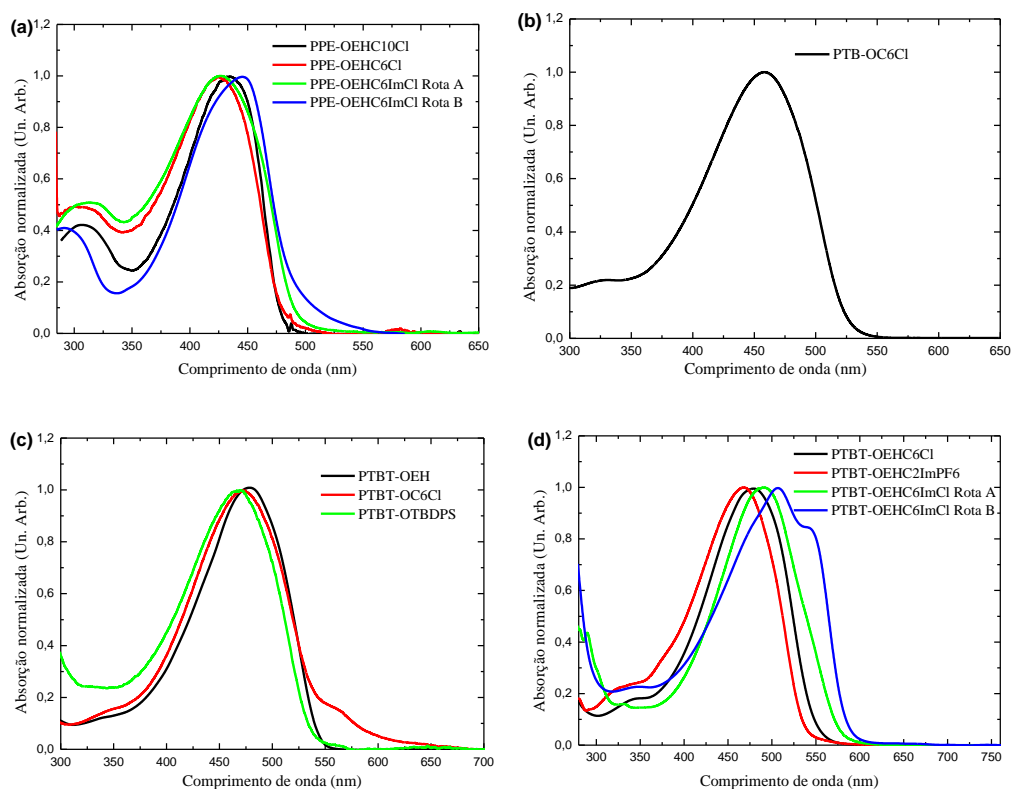 (a)
PPE-OEHC10Cl
PPE-OEHC6Cl
PPE-OEHC6ImCl Rota A
PPE-OEHC6ImCl Rota B
Absorção normalizada (Un. Arb.)
1,2
1,0
0,8
0,6
0,4
0,2
0,0
300 350 400 450 500 550 600 650
Comprimento de onda (nm)
(b)
PTB-OC6Cl
Absorção normalizada (Un. Arb.)
1,2
1,0
0,8
0,6
0,4
0,2
0,0
300 350 400 450 500 550 600 650
Comprimento de onda (nm)
(c)
PTBT-OEH
PTBT-OC6Cl
PTBT-OTBDPS
Absorção normalizada (Un. Arb.)
1,2
1,0
0,8
0,6
0,4
0,2
0,0
300 350 400 450 500 550 600 650 700
Comprimento de onda (nm)
(d)
PTBT-OEHC6Cl
PTBT-OEHC2ImPF6
PTBT-OEHC6ImCl Rota A
PTBT-OEHC6ImCl Rota B
Absorção normalizada (Un. Arb.)
1,2
1,0
0,8
0,6
0,4
0,2
0,0
300 350 400 450 500 550 600 650 700 750
Comprimento de onda (nm)